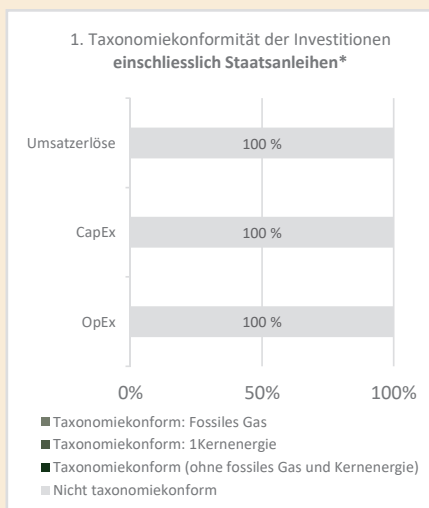 1. Taxonomiekonformität der Investitionen
einschliesslich Staatsanleihen*
Umsatzerlöse
100 %
CapEx
100 %
OpEx
100 %
0%
50%
100%
Taxonomiekonform: Fossiles Gas
Taxonomiekonform: 1Kernenergie
Taxonomiekonform (ohne fossiles Gas und Kernenergie)
Nicht taxonomiekonform